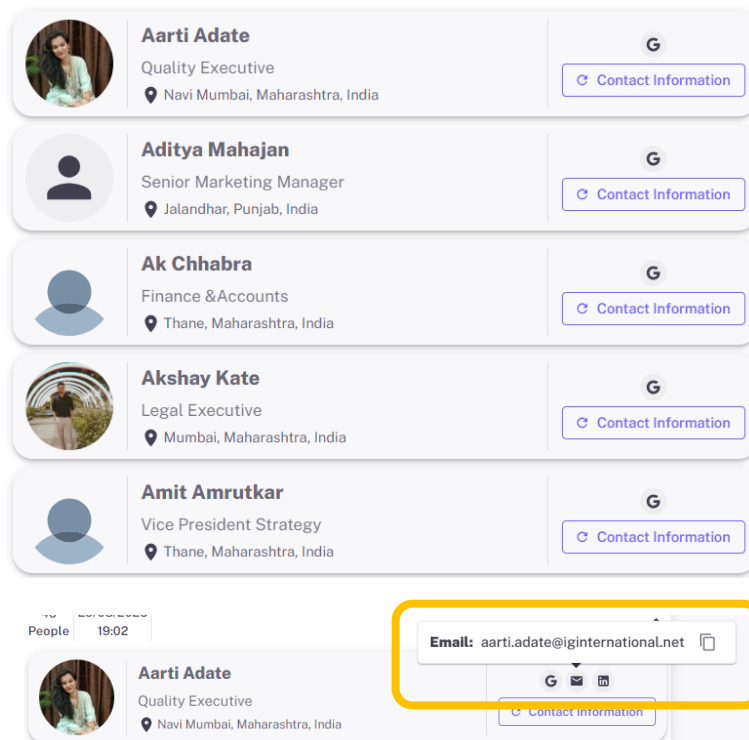 Aarti Adate
G
Quality Executive
Contact Information
Navi Mumbai, Maharashtra, India
Aditya Mahajan
G
Senior Marketing Manager
Contact Information
Jalandhar, Punjab, India
Ak Chhabra
G
Finance &Accounts
Contact Information
Thane, Maharashtra, India
Akshay Kate
G
Legal Executive
Contact Information
Mumbai, Maharashtra, India
Amit Amrutkar
G
Vice President Strategy
Contact Information
Thane, Maharashtra, India
People 19:02
Email: aarti.adate@iginternational.net
Aarti Adate
G in
Quality Executive
Contact Information
Navi Mumbai, Maharashtra, India